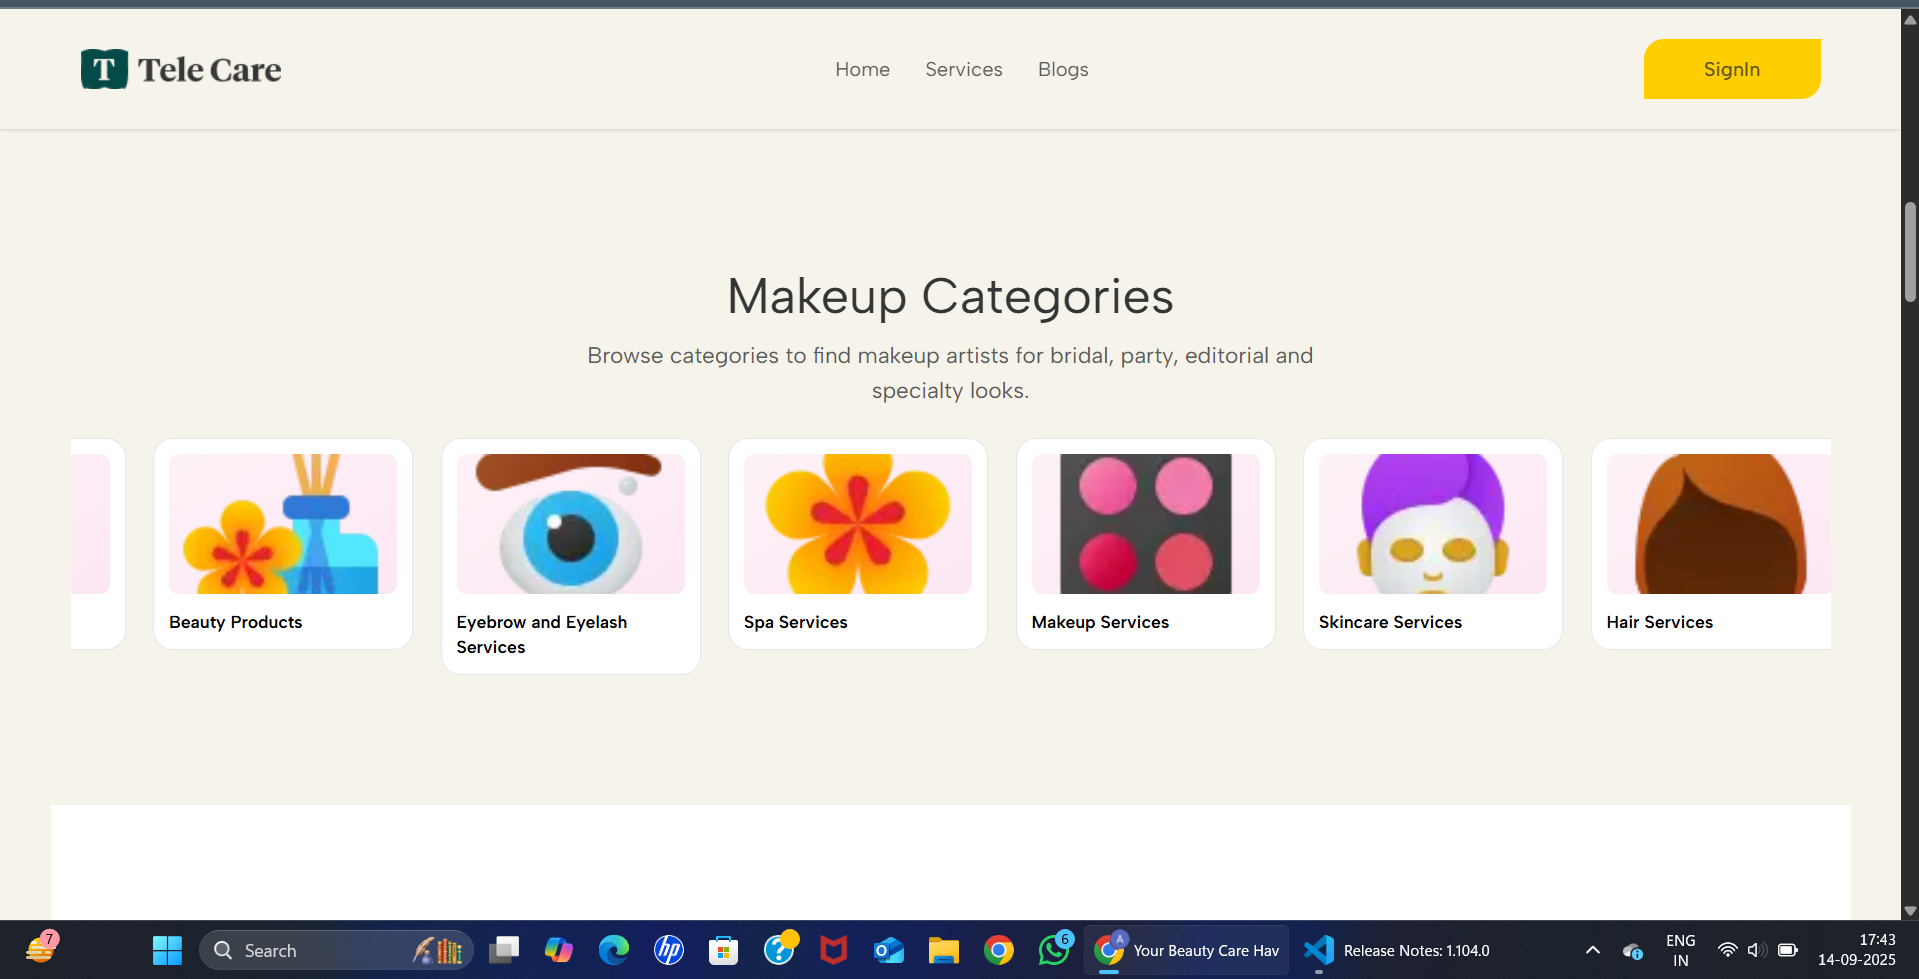 T Tele Care
Home Services Blogs
SignIn
Makeup Categories
Browse categories to find makeup artists for bridal, party, editorial and
specialty looks.
Beauty Products
Eyebrow and Eyelash
Services
Spa Services
Makeup Services
Skincare Services
Hair Services
7
Search
hp
?
O
6
A
Your Beauty Care Hav
Release Notes: 1.104.0
ENG
IN
17:43
14-09-2025